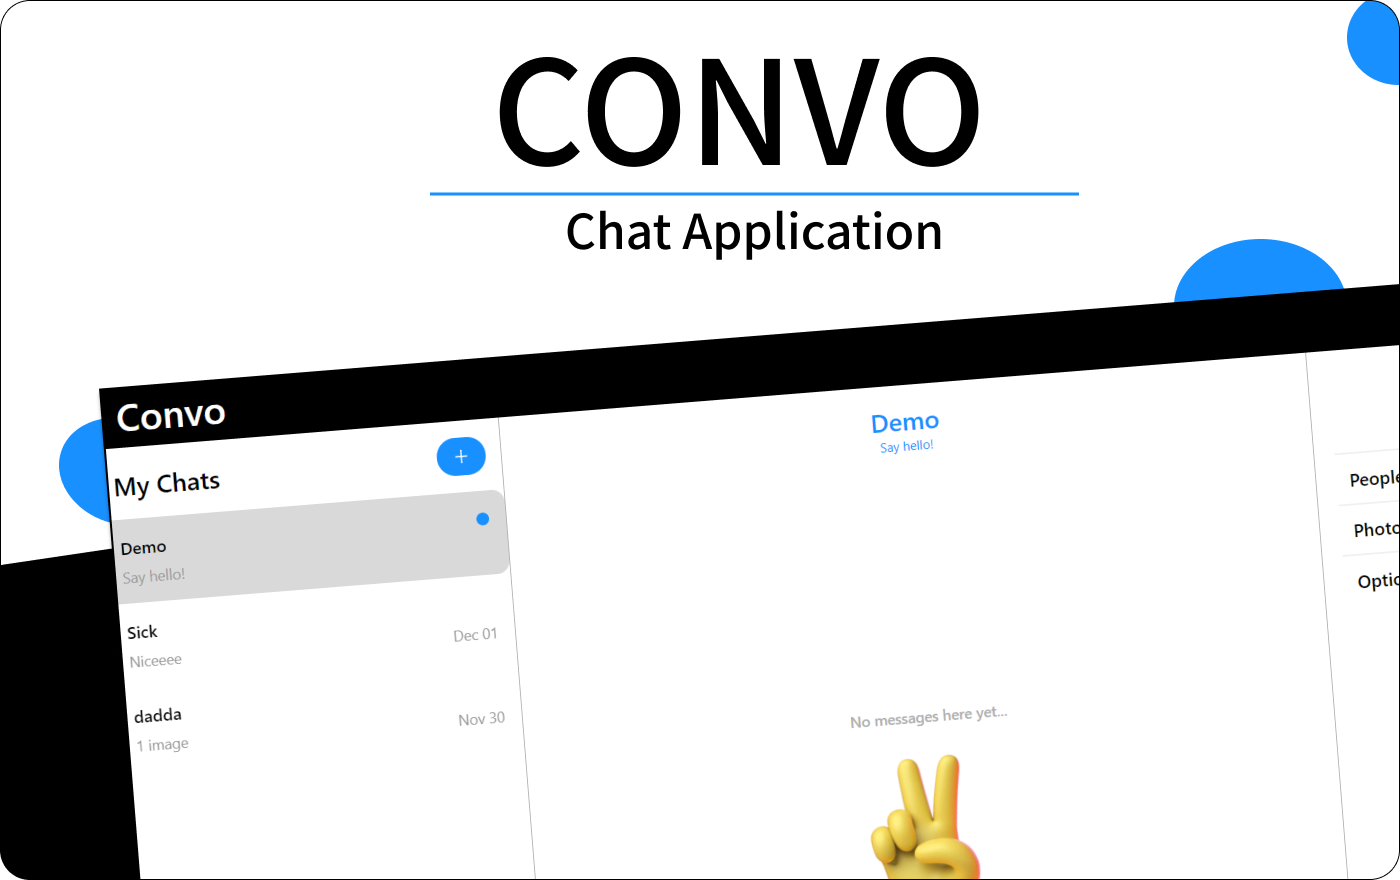 CONVO
Chat Application
Convo
My Chats
+
Demo
Say hello!
Sick
Niceeee
Dec 01
dadda
1 image
Nov 30
Demo
Say hello!
No messages here yet...
People
Photo
Optio